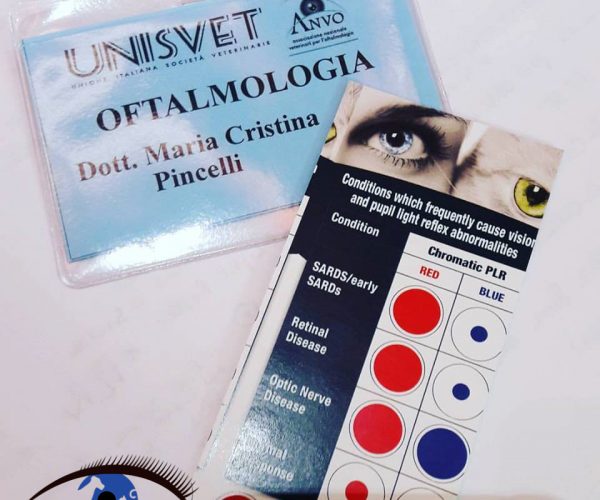 UNISVET
UNIONE ITALIANA SOCIETÀ VETERINARIE
ANVO
associazione nazionale
veterinari per l'oftalmologia
OFTALMOLOGIA
Dott. Maria Cristina
Pincelli
Conditions which frequently cause vision
and pupil light reflex abnormalities
Condition
Chromatic PLR
RED
BLUE
SARDS/early
SARDs
Retinal
Disease
Optic Nerve
Disease